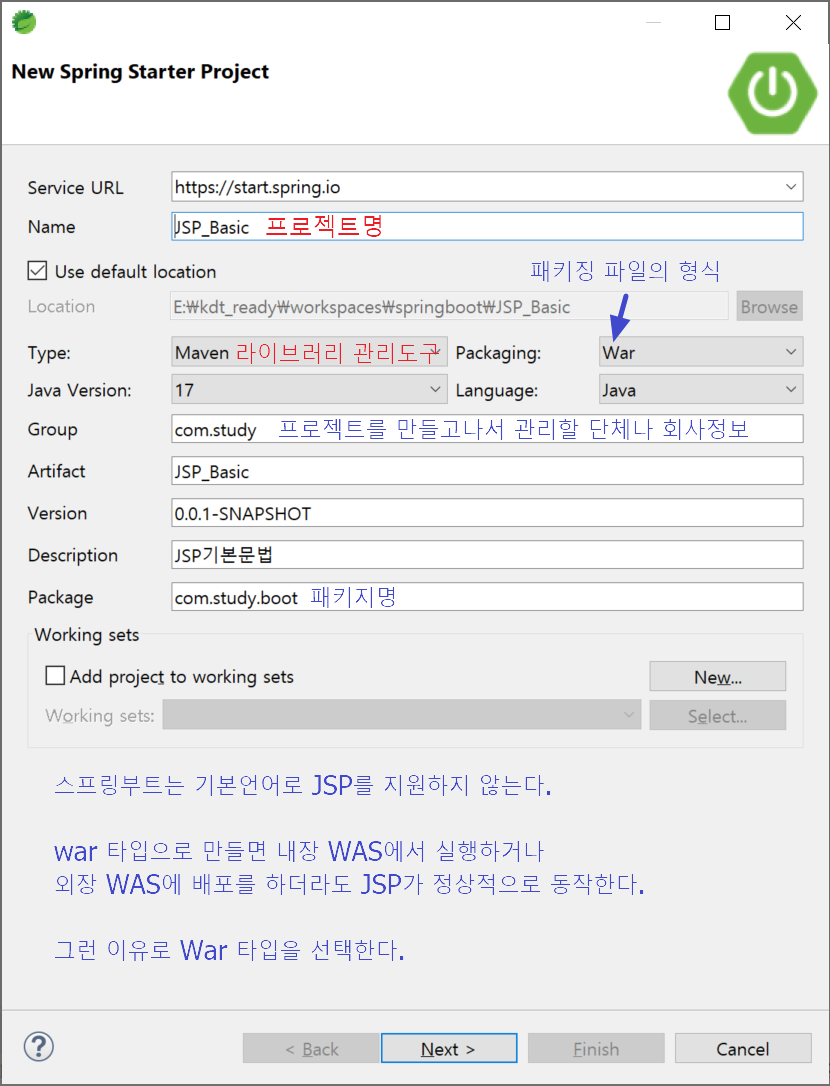 New Spring Starter Project
Service URL https://start.spring.io
Name JSP_Basic 프로젝트명
Use default location 패키징 파일의 형식
Location E:₩kdt_ready₩workspaces₩springboot₩JSP_Basic Browse
Type: Maven 라이브러리 관리도구 Packaging: War
Java Version: 17 Language: Java
Group com.study 프로젝트를 만들고나서 관리할 단체나 회사정보
Artifact JSP_Basic
Version 0.0.1-SNAPSHOT
Description JSP기본문법
Package com.study.boot 패키지명
Working sets
Add project to working sets New...
Working sets: Select...
스프링부트는 기본언어로 JSP를 지원하지 않는다.
war 타입으로 만들면 내장 WAS에서 실행하거나
외장 WAS에 배포를 하더라도 JSP가 정상적으로 동작한다.
그런 이유로 War 타입을 선택한다.
? < Back Next > Finish Cancel